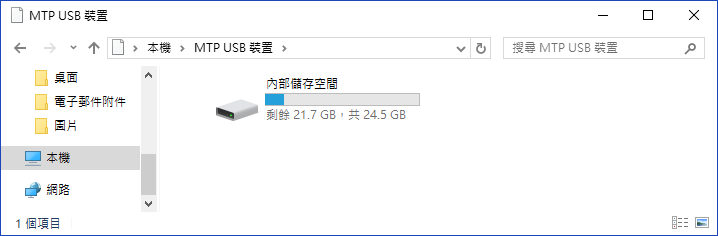 MTP USB 裝置
本機 MTP USB 裝置
搜尋 MTP USB 裝置
桌面
電子郵件附件
圖片
本機
網路
內部儲存空間
剩餘 21.7 GB，共 24.5 GB
1 個項目